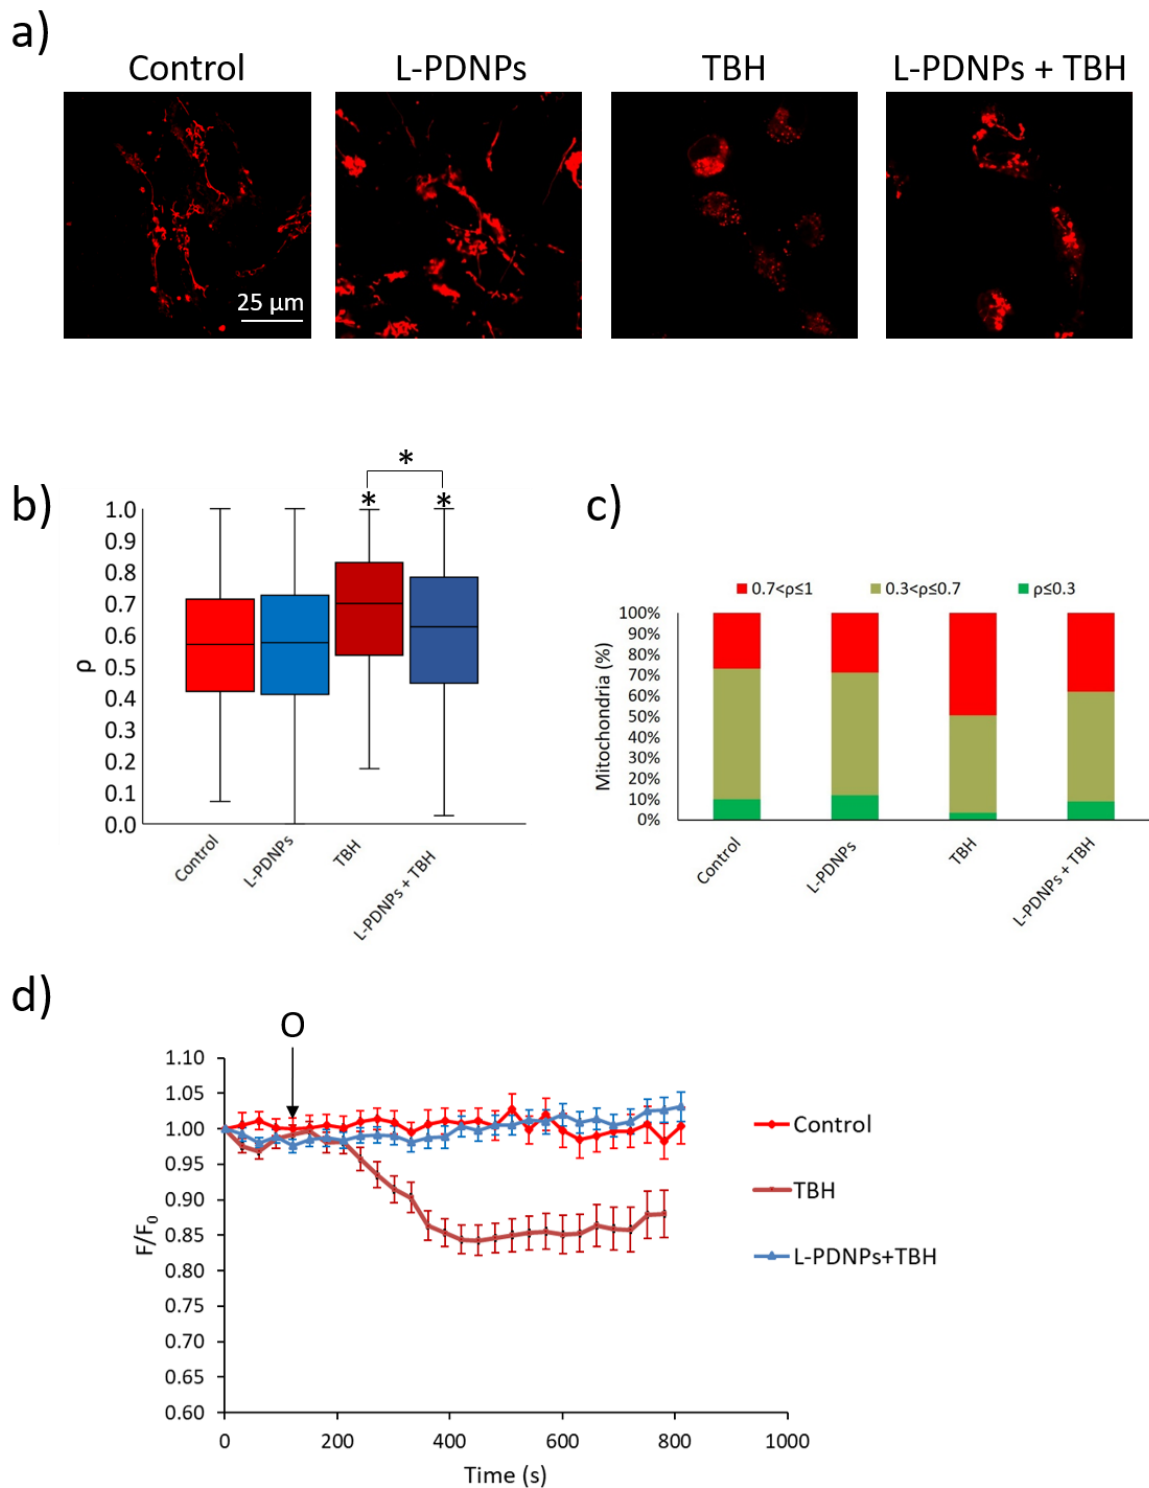 a)
Control
L-PDNPs
TBH
L-PDNPs + TBH
25 µm
b)
*
* *
1.0
0.9
0.8
0.7
0.6
0.5
0.4
0.3
0.2
0.1
0.0
ρ
Control
L-PDNPs
TBH
L-PDNPs + TBH
c)
0.7<ρ≤1
0.3<ρ≤0.7
ρ≤0.3
100%
90%
80%
70%
60%
50%
40%
30%
20%
10%
0%
Mitochondria (%)
Control
L-PDNPs
TBH
L-PDNPs + TBH
d)
O
1.10
1.05
1.00
0.95
0.90
0.85
0.80
0.75
0.70
0.65
0.60
F/F₀
0 200 400 600 800 1000
Time (s)
Control
TBH
L-PDNPs+TBH